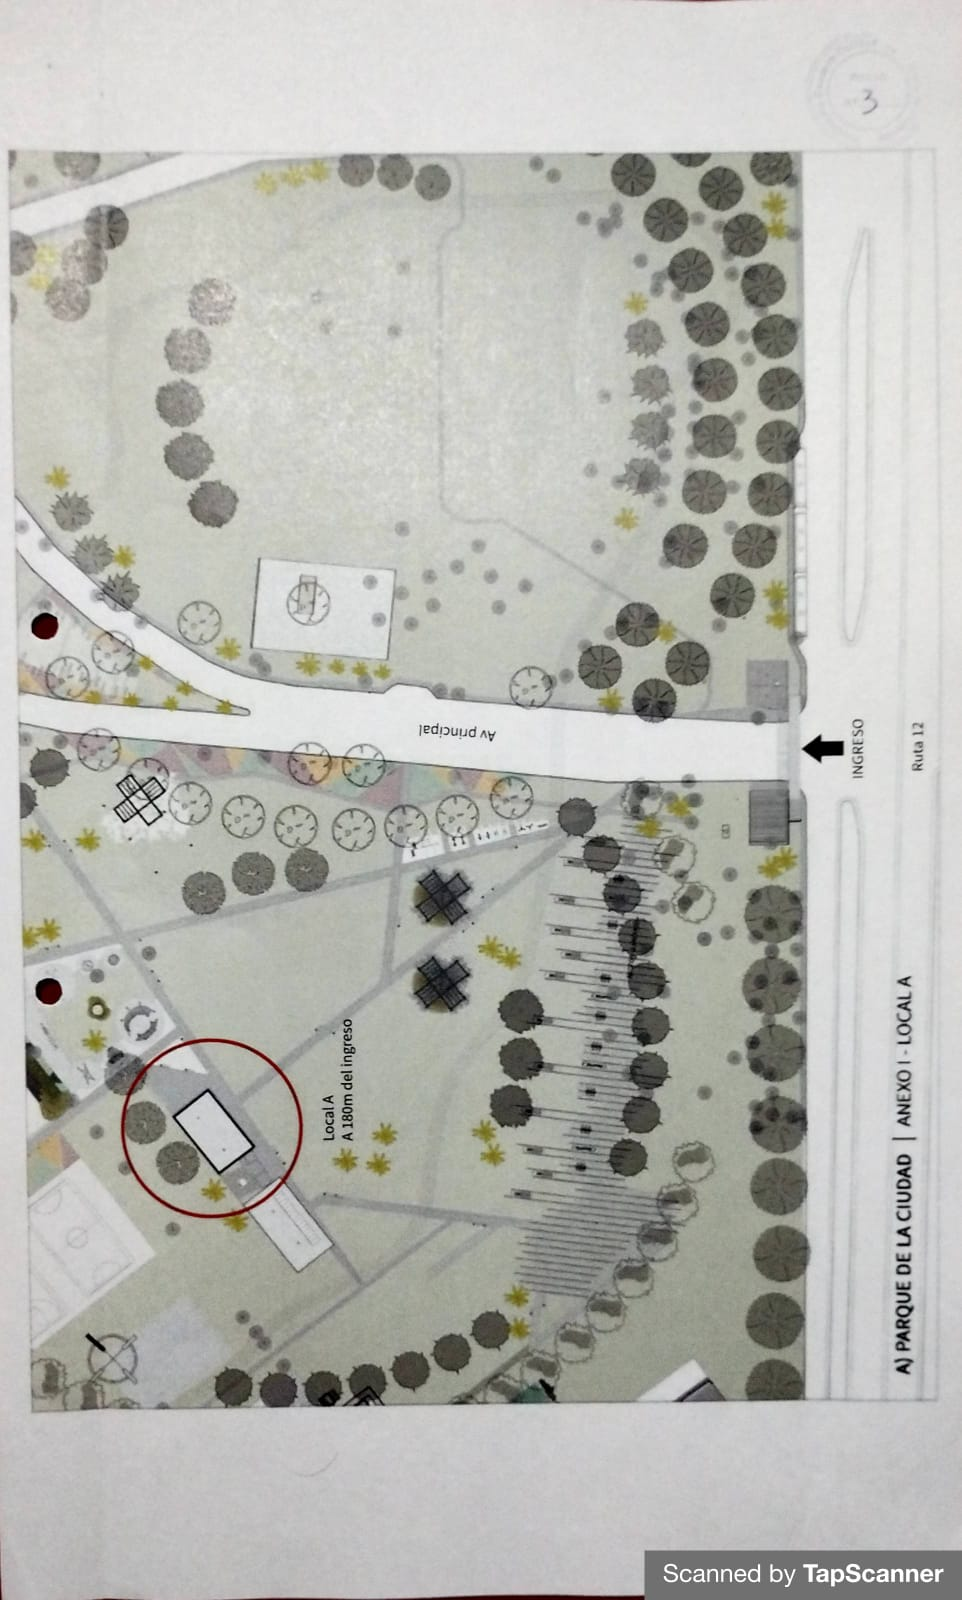 3
Av principal
INGRESO
Ruta 12
Local A
A 180m del ingreso
A) PARQUE DE LA CIUDAD | ANEXO I - LOCAL A
Scanned by TapScanner